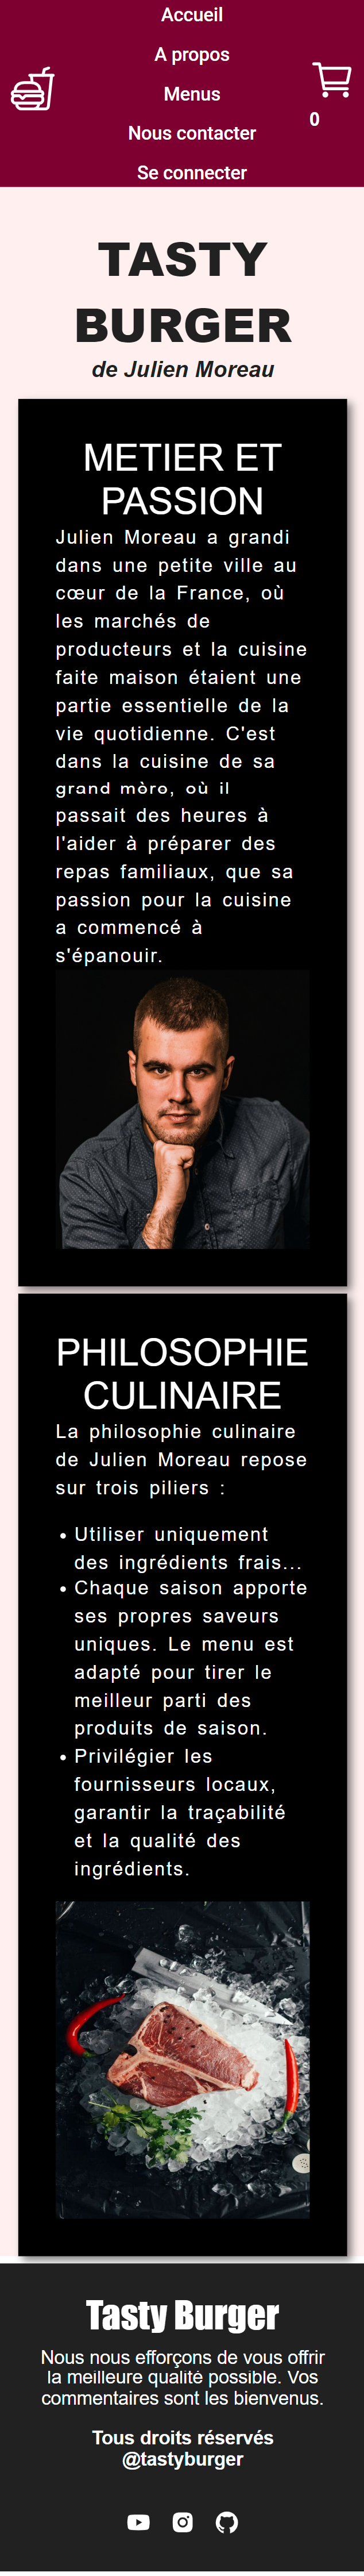 Accueil
A propos
Menus
0
Nous contacter
Se connecter
TASTY
BURGER
de Julien Moreau
METIER ET
PASSION
Julien Moreau a grandi
dans une petite ville au
cœur de la France, où
les marchés de
producteurs et la cuisine
faite maison étaient une
partie essentielle de la
vie quotidienne. C'est
dans la cuisine de sa
grand mère, où il
passait des heures à
l'aider à préparer des
repas familiaux, que sa
passion pour la cuisine
a commencé à
s'épanouir.
PHILOSOPHIE
CULINAIRE
La philosophie culinaire
de Julien Moreau repose
sur trois piliers :
• Utiliser uniquement
des ingrédients frais...
• Chaque saison apporte
ses propres saveurs
uniques. Le menu est
adapté pour tirer le
meilleur parti des
produits de saison.
• Privilégier les
fournisseurs locaux,
garantir la traçabilité
et la qualité des
ingrédients.
Tasty Burger
Nous nous efforçons de vous offrir
la meilleure qualité possible. Vos
commentaires sont les bienvenus.
Tous droits réservés
@tastyburger